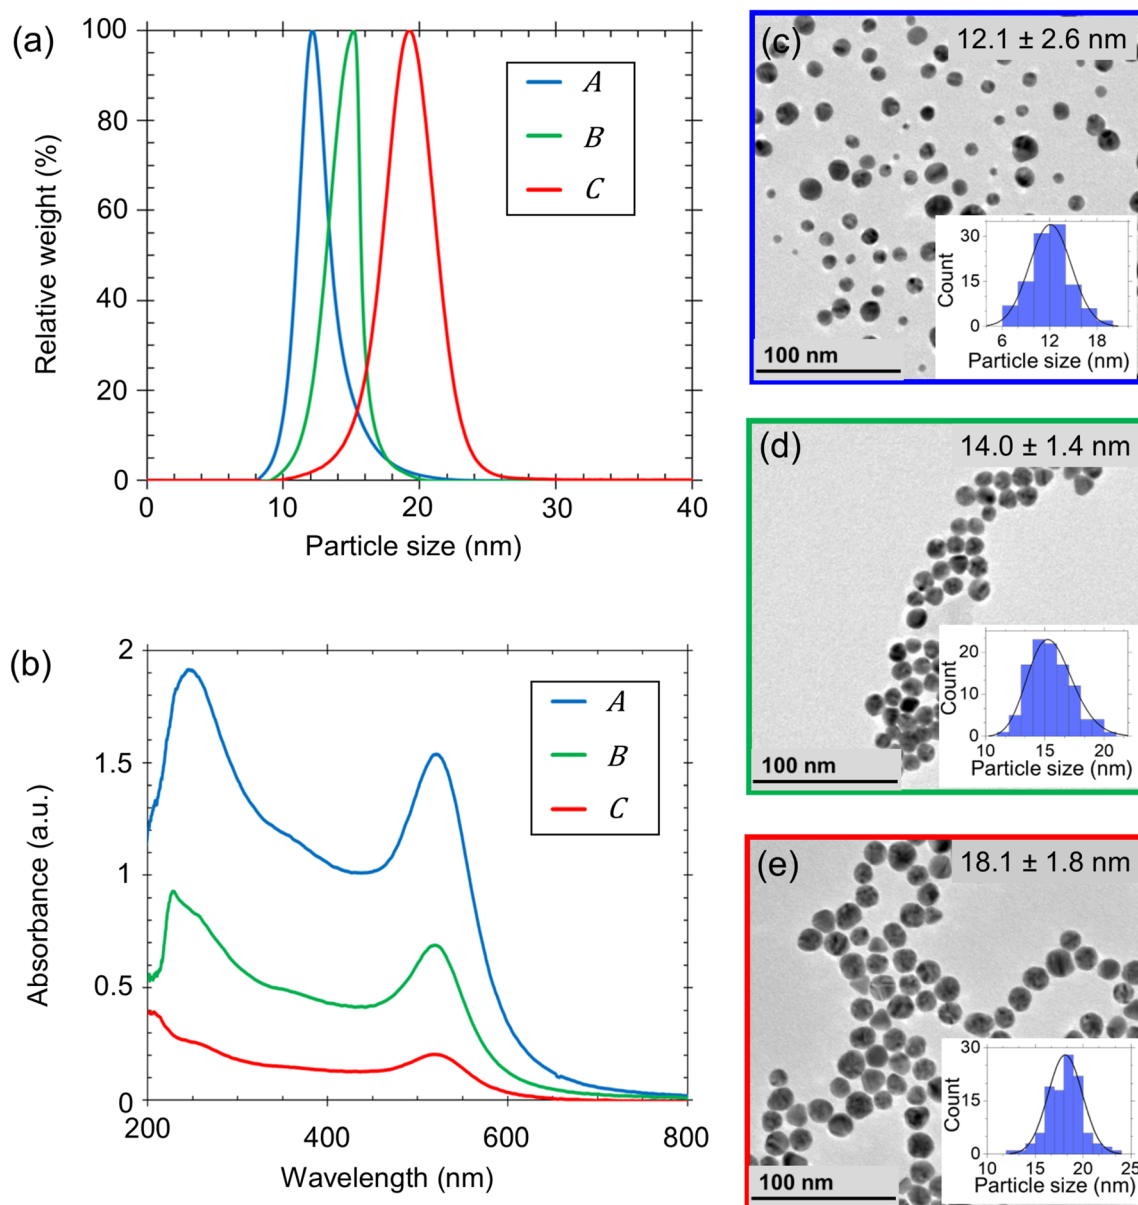 (a)
100
80
60
40
20
0
Relative weight (%)
A
B
C
0 10 20 30 40
Particle size (nm)
(b)
2
1.5
1
0.5
0
Absorbance (a.u.)
A
B
C
200 400 600 800
Wavelength (nm)
(c)
12.1 ± 2.6 nm
100 nm
30
15
0
Count
6 12 18
Particle size (nm)
(d)
14.0 ± 1.4 nm
100 nm
20
10
0
Count
10 15 20
Particle size (nm)
(e)
18.1 ± 1.8 nm
100 nm
30
15
0
Count
10 15 20 25
Particle size (nm)